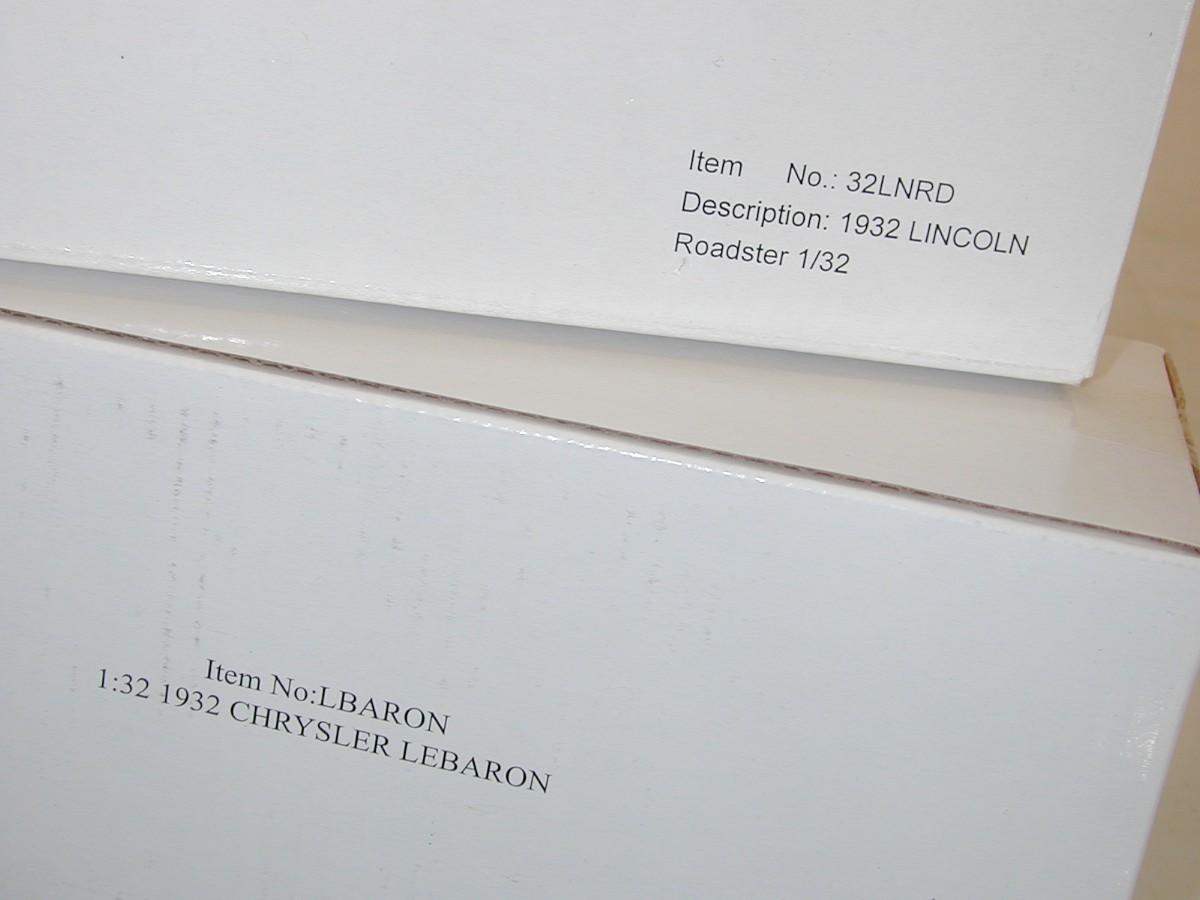 Item No.: 32LNRD
Description: 1932 LINCOLN
Roadster 1/32
Item No:LBARON
1:32 1932 CHRYSLER LEBARON